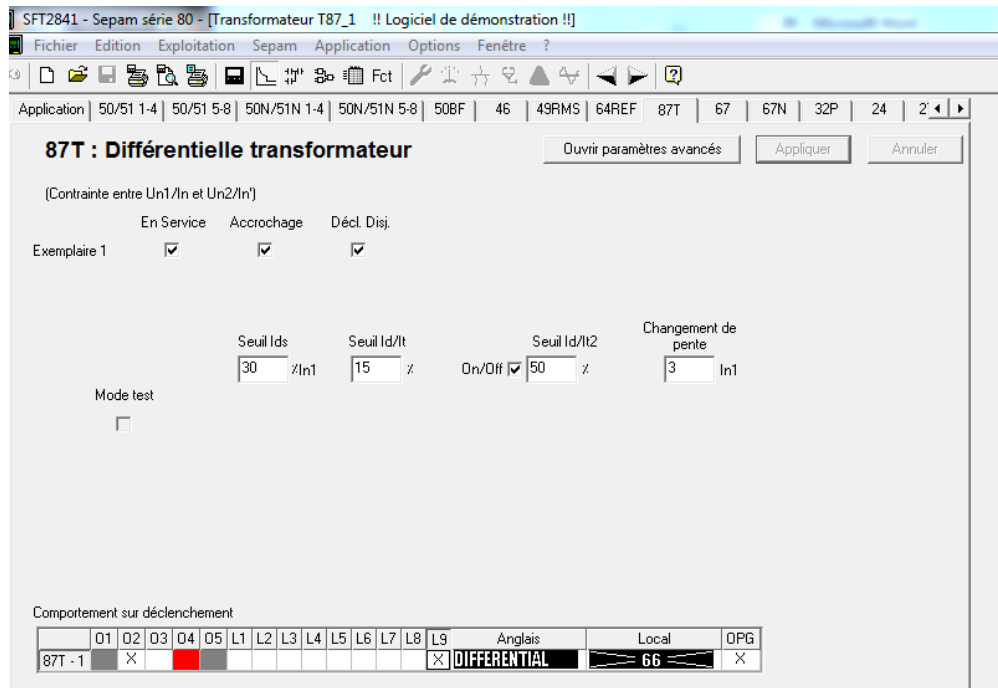 SFT2841 - Sepam série 80 - [Transformateur T87_1 !! Logiciel de démonstration !!]
Fichier Edition Exploitation Sepam Application Options Fenêtre ?
Fct
Application 50/51 1-4 50/51 5-8 50N/51N 1-4 50N/51N 5-8 50BF 46 49RMS 64REF 87T 67 67N 32P 24
87T : Différentielle transformateur
Ouvrir paramètres avancés Appliquer Annuler
(Contrainte entre Un1/In et Un2/In')
En Service Accrochage Décl. Disj.
Exemplaire 1
Seuil Ids Seuil Id/It Seuil Id/It2 Changement de pente
30 %In1 15 % On/Off 50 % 3 In1
Mode test
Comportement sur déclenchement
O1 O2 O3 O4 O5 L1 L2 L3 L4 L5 L6 L7 L8 L9 Anglais Local OPG
87T - 1 X X DIFFERENTIAL 66 X